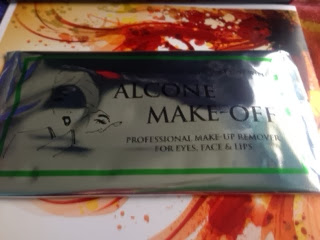 ALCONE
MAKE-OFF
PROFESSIONAL MAKE-UP REMOVER
FOR EYES, FACE & LIPS